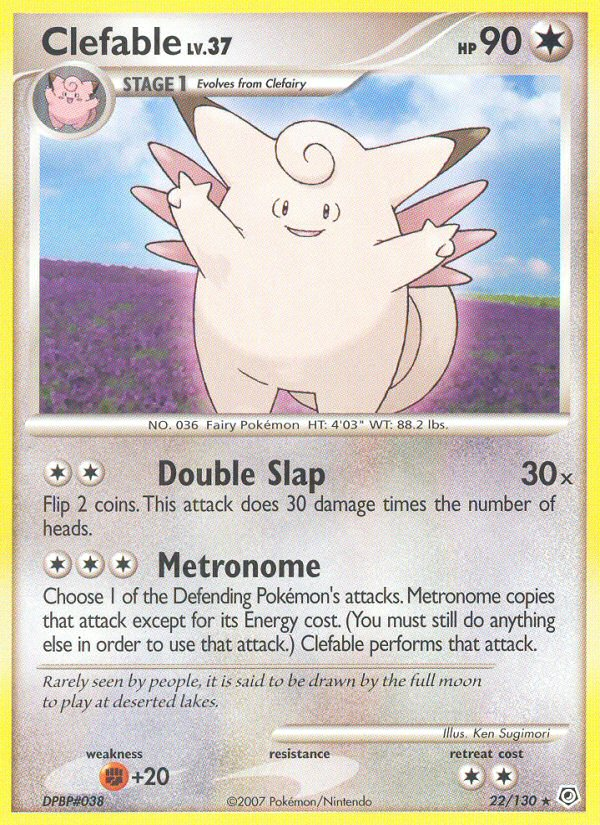 Clefable LV.37 HP 90
STAGE 1 Evolves from Clefairy
NO. 036 Fairy Pokémon HT: 4'03" WT: 88.2 lbs.
Double Slap 30x
Flip 2 coins. This attack does 30 damage times the number of
heads.
Metronome
Choose 1 of the Defending Pokémon's attacks. Metronome copies
that attack except for its Energy cost. (You must still do anything
else in order to use that attack.) Clefable performs that attack.
Rarely seen by people, it is said to be drawn by the full moon
to play at deserted lakes.
Illus. Ken Sugimori
weakness resistance retreat cost
+20
DPBP#038 ©2007 Pokémon/Nintendo 22/130 ★